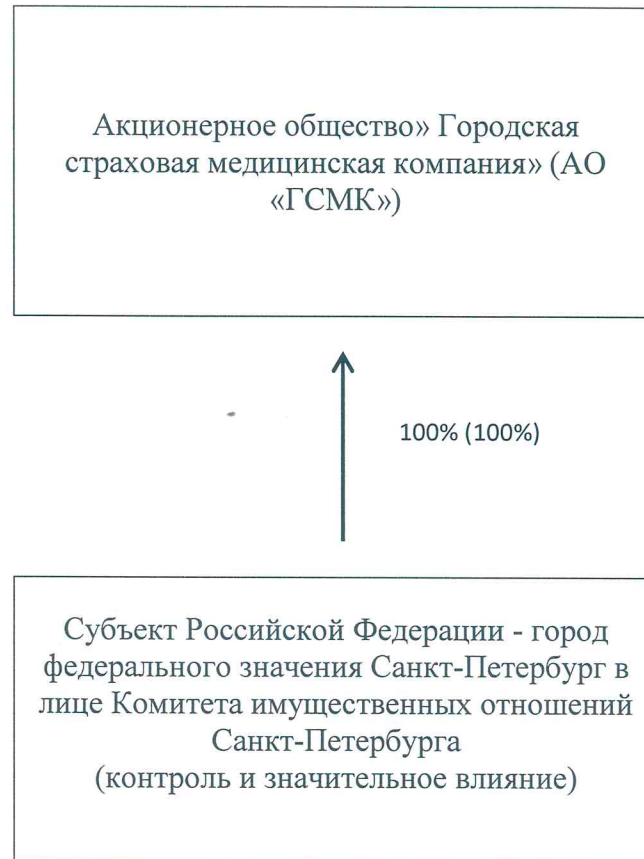 Акционерное общество» Городская
страховая медицинская компания» (АО
«ГСМК»)
100% (100%)
Субъект Российской Федерации - город
федерального значения Санкт-Петербург в
лице Комитета имущественных отношений
Санкт-Петербурга
(контроль и значительное влияние)